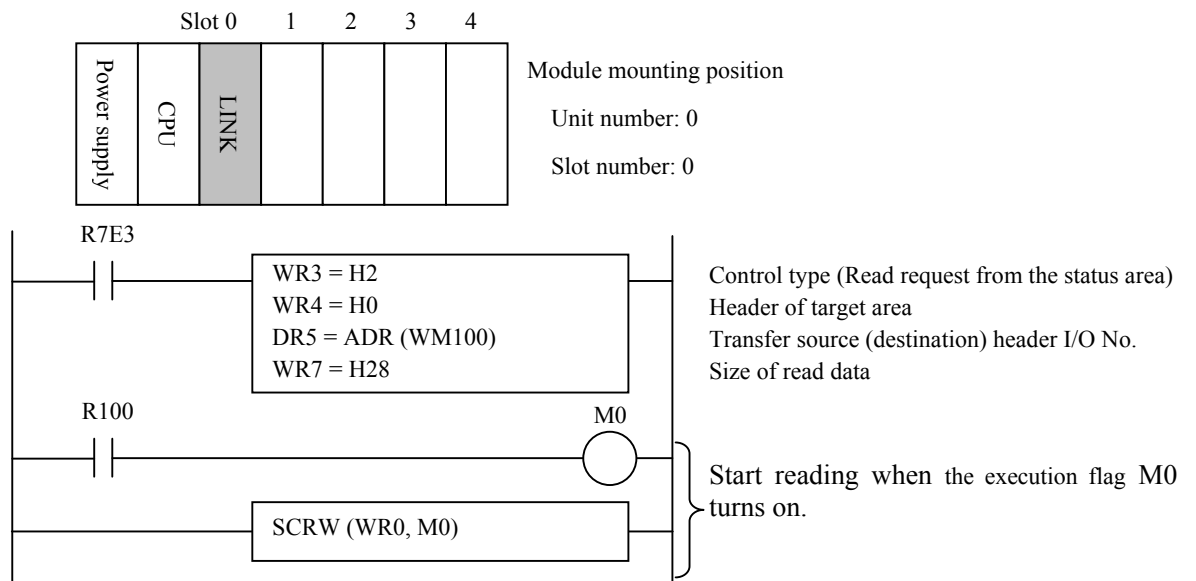 Slot 0 1 2 3 4
Power supply
CPU
LINK
Module mounting position
Unit number: 0
Slot number: 0
R7E3
WR3 = H2
WR4 = H0
DR5 = ADR (WM100)
WR7 = H28
Control type (Read request from the status area)
Header of target area
Transfer source (destination) header I/O No.
Size of read data
R100
M0
SCRW (WR0, M0)
Start reading when the execution flag M0
turns on.